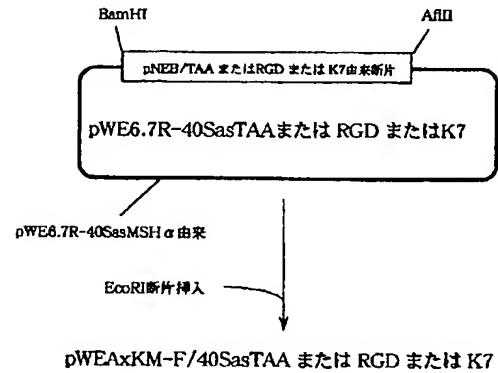 BamHI
AflII
pNEB/TAA またはRGD または K7由来断片
pWE6.7R-40SasTAAまたは RGD またはK7
pWE6.7R-40SasMSHα由来
EcoRI断片挿入
pWEAxKM-F/40SasTAA または RGD または K7